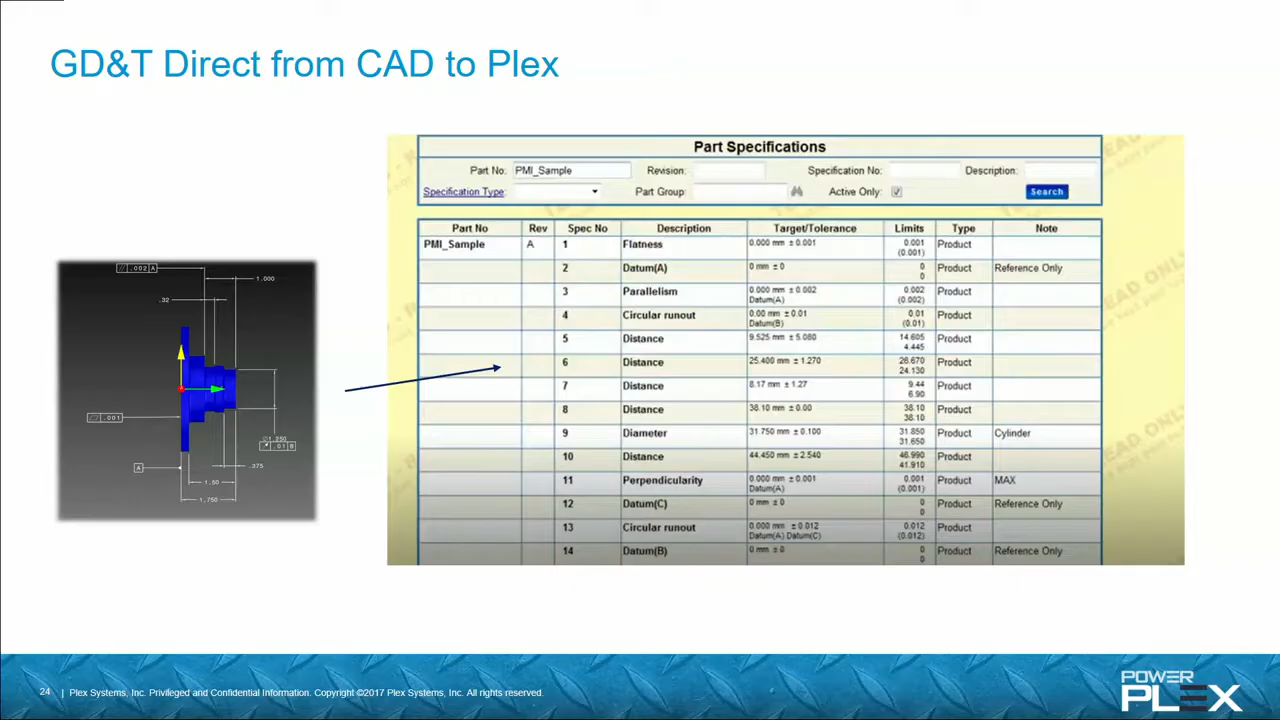 GD&T Direct from CAD to Plex
.002 A
1.000
.32
.001
1.250
.01 B
A
.375
1.50
1.750
Part Specifications
Part No: PMI_Sample Revision: Specification No: Description:
Specification Type: Part Group: Active Only: Search
Part No Rev Spec No Description Target/Tolerance Limits Type Note
PMI_Sample A 1 Flatness 0.000 mm ±0.001 0.001 Product
(0.001)
2 Datum(A) 0 mm ±0 0 Product Reference Only
0
3 Parallelism 0.000 mm ±0.002 0.002 Product
Datum(A) (0.002)
4 Circular runout 0.00 mm ±0.01 0.01 Product
Datum(B) (0.01)
5 Distance 9.525 mm ±5.080 14.605 Product
4.445
6 Distance 25.400 mm ±1.270 26.670 Product
24.130
7 Distance 8.17 mm ±1.27 9.44 Product
6.90
8 Distance 38.10 mm ±0.00 38.10 Product
38.10
9 Diameter 31.750 mm ±0.100 31.850 Product Cylinder
31.650
10 Distance 44.450 mm ±2.540 46.990 Product
41.910
11 Perpendicularity 0.000 mm ±0.001 0.001 Product MAX
Datum(A) (0.001)
12 Datum(C) 0 mm ±0 0 Product Reference Only
0
13 Circular runout 0.000 mm ±0.012 0.012 Product
Datum(A) Datum(C) (0.012)
14 Datum(B) 0 mm ±0 0 Product Reference Only
0
24 | Plex Systems, Inc. Privileged and Confidential Information. Copyright ©2017 Plex Systems, Inc. All rights reserved.
POWER
PLEX